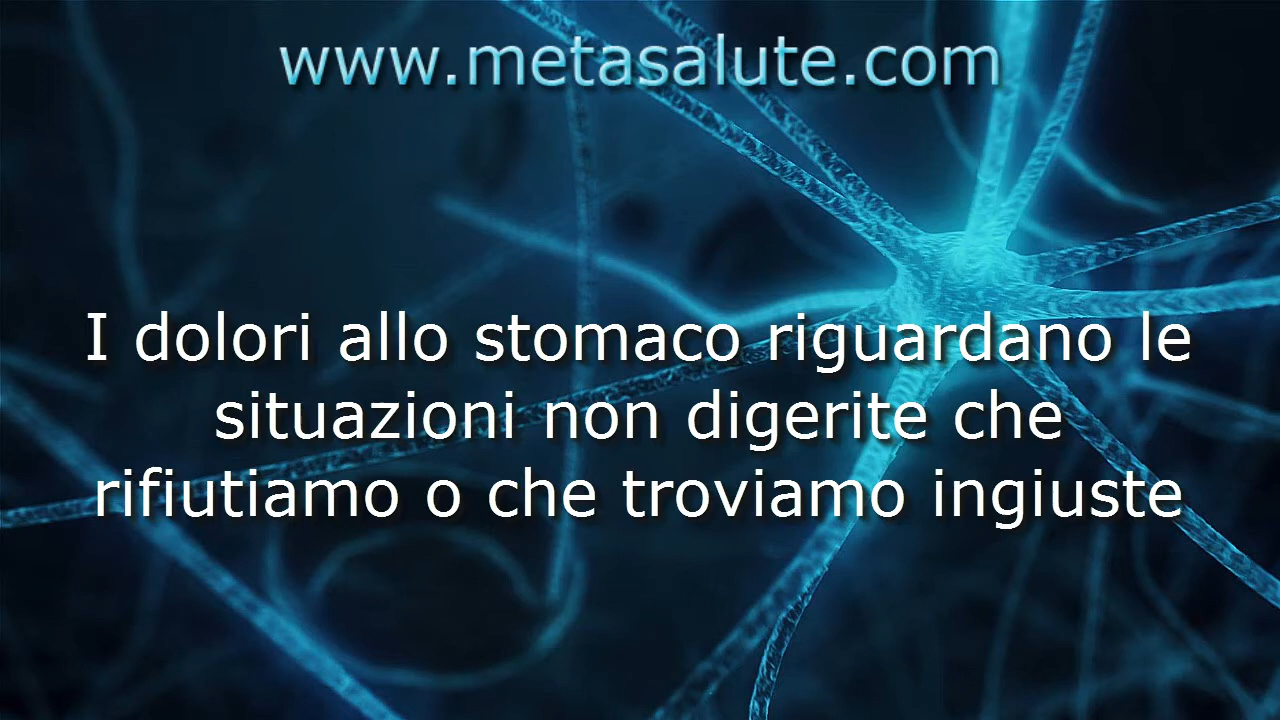 www.metasalute.com
I dolori allo stomaco riguardano le
situazioni non digerite che
rifiutiamo o che troviamo ingiuste